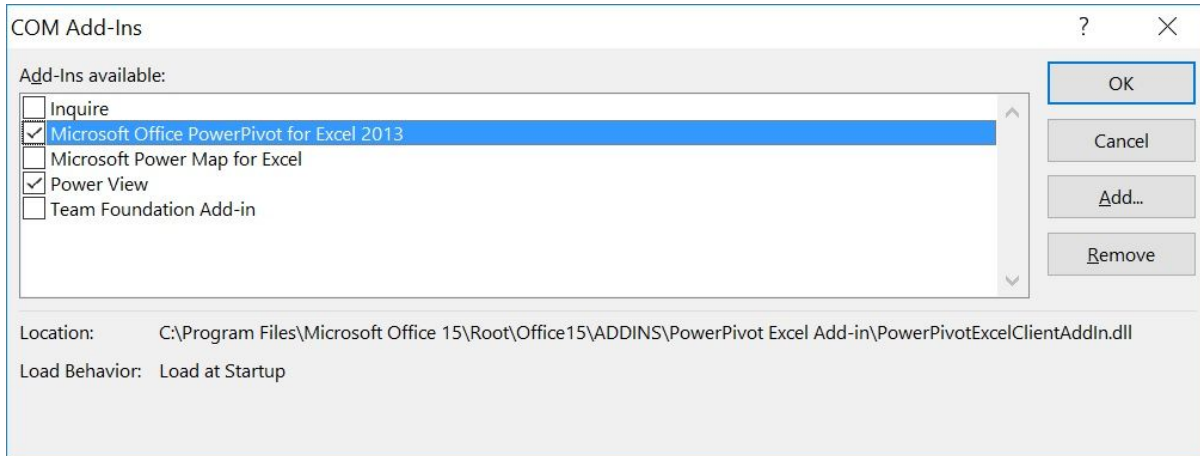 COM Add-Ins
?
Add-Ins available:
Inquire
Microsoft Office PowerPivot for Excel 2013
Microsoft Power Map for Excel
Power View
Team Foundation Add-in
OK
Cancel
Add...
Remove
Location: C:\Program Files\Microsoft Office 15\Root\Office15\ADDINS\PowerPivot Excel Add-in\PowerPivotExcelClientAddIn.dll
Load Behavior: Load at Startup